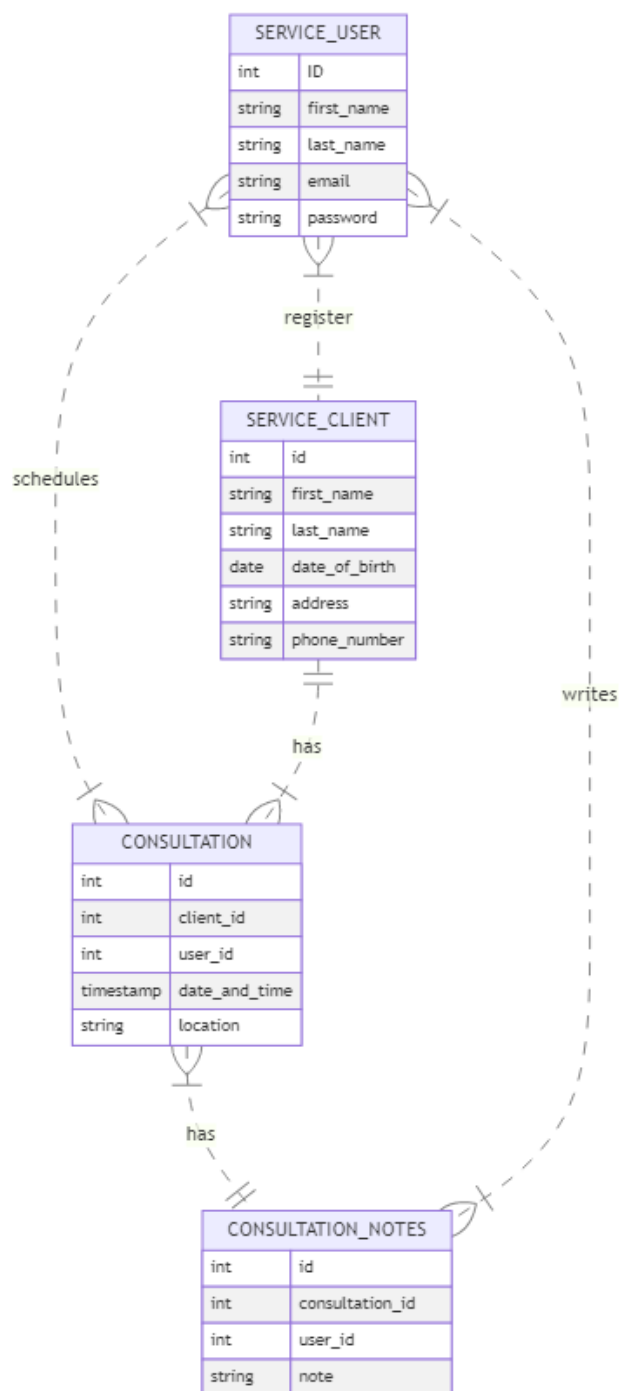 SERVICE_USER
int ID
string first_name
string last_name
string email
string password
register
SERVICE_CLIENT
int id
string first_name
string last_name
date date_of_birth
string address
string phone_number
schedules
writes
has
CONSULTATION
int id
int client_id
int user_id
timestamp date_and_time
string location
has
CONSULTATION_NOTES
int id
int consultation_id
int user_id
string note